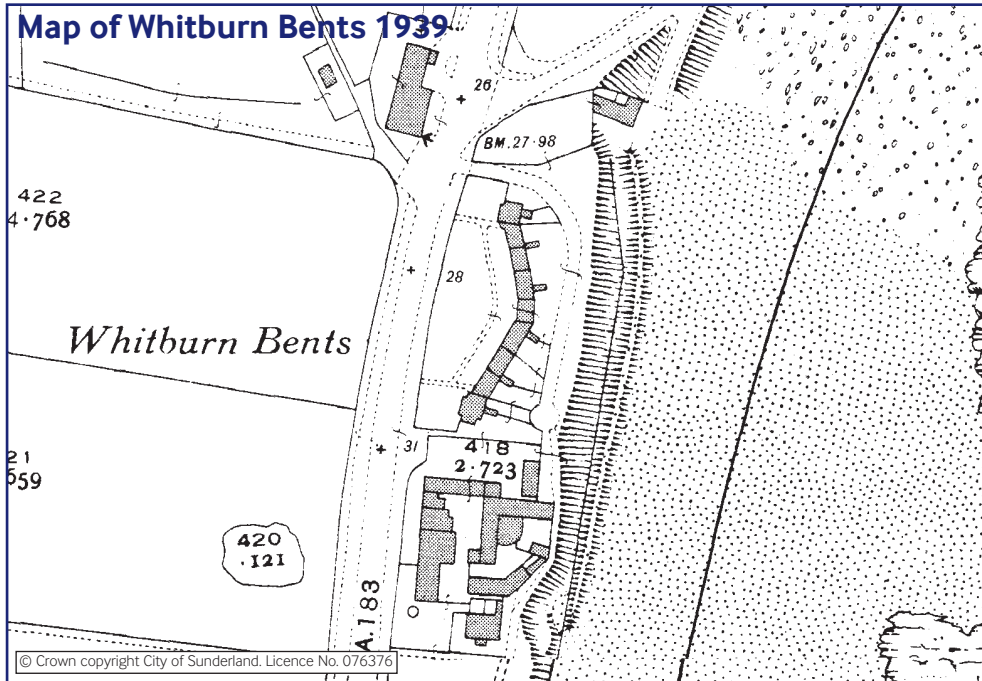 Map of Whitburn Bents 1939
26
BM. 27·98
422
4·768
28
Whitburn Bents
31
418
2·723
21
559
420
·121
A.183
© Crown copyright City of Sunderland. Licence No. 076376